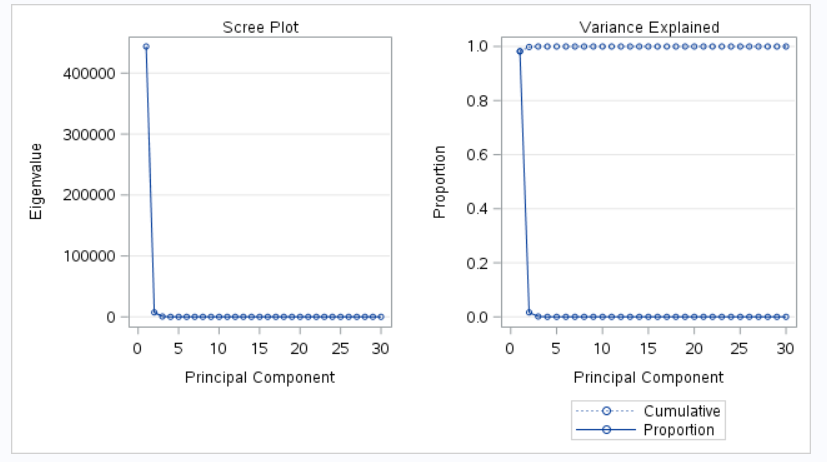 Scree Plot
400000
300000
200000
100000
0
Eigenvalue
0 5 10 15 20 25 30
Principal Component
Variance Explained
1.0
0.8
0.6
0.4
0.2
0.0
Proportion
0 5 10 15 20 25 30
Principal Component
Cumulative
Proportion